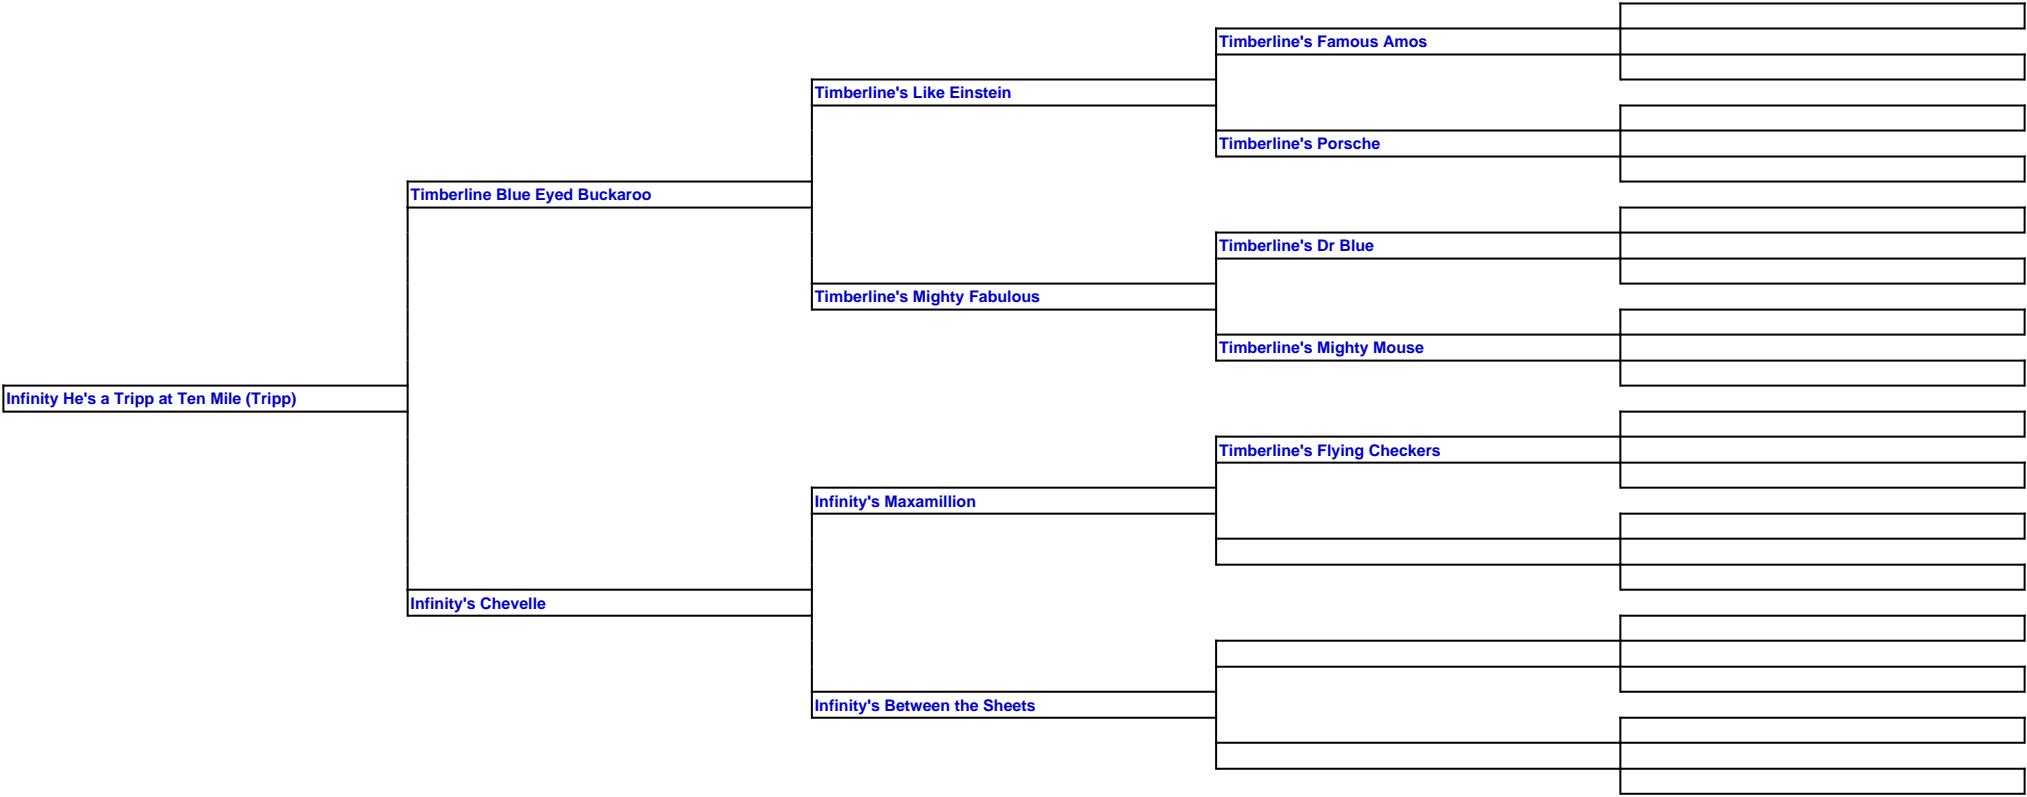 Timberline's Famous Amos
Timberline's Like Einstein
Timberline's Porsche
Timberline Blue Eyed Buckaroo
Timberline's Dr Blue
Timberline's Mighty Fabulous
Timberline's Mighty Mouse
Infinity He's a Tripp at Ten Mile (Tripp)
Timberline's Flying Checkers
Infinity's Maxamillion
Infinity's Chevelle
Infinity's Between the Sheets